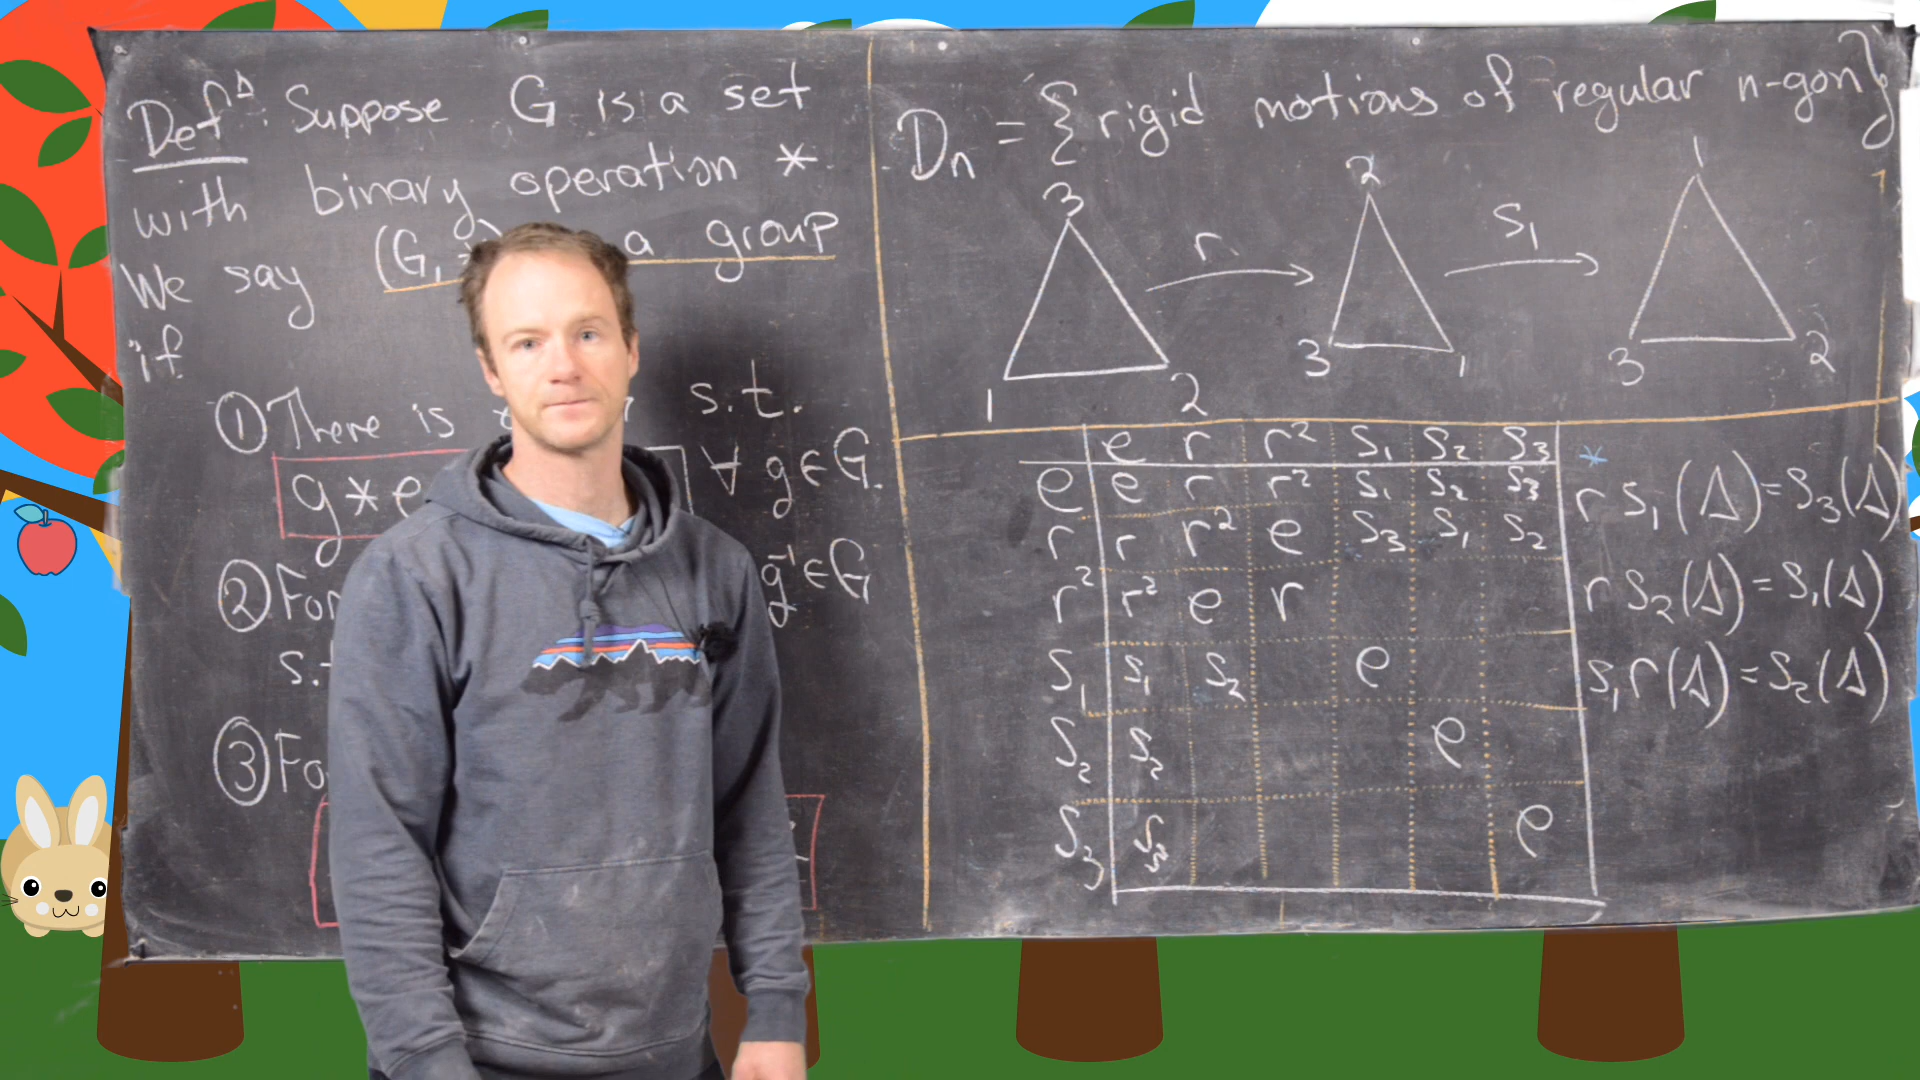 Def^n: Suppose G is a set
with binary operation *.
We say (G, a group
if
① There is s.t.
g * e ∀ g ∈ G.
② For g⁻¹ ∈ G
s.t
③ Fo
D_n = { rigid motions of regular n-gon}
3 2 1
r s₁
1 2 3 1 3 2
e r r² s₁ s₂ s₃
e e r r² s₁ s₂ s₃
r r r² e s₃ s₁ s₂
r² r² e r
s₁ s₁ s₂ e
s₂ s₂ e
s₃ s₃ e
*
r s₁(Δ) = s₃(Δ)
r s₂(Δ) = s₁(Δ)
s₁r(Δ) = s₂(Δ)